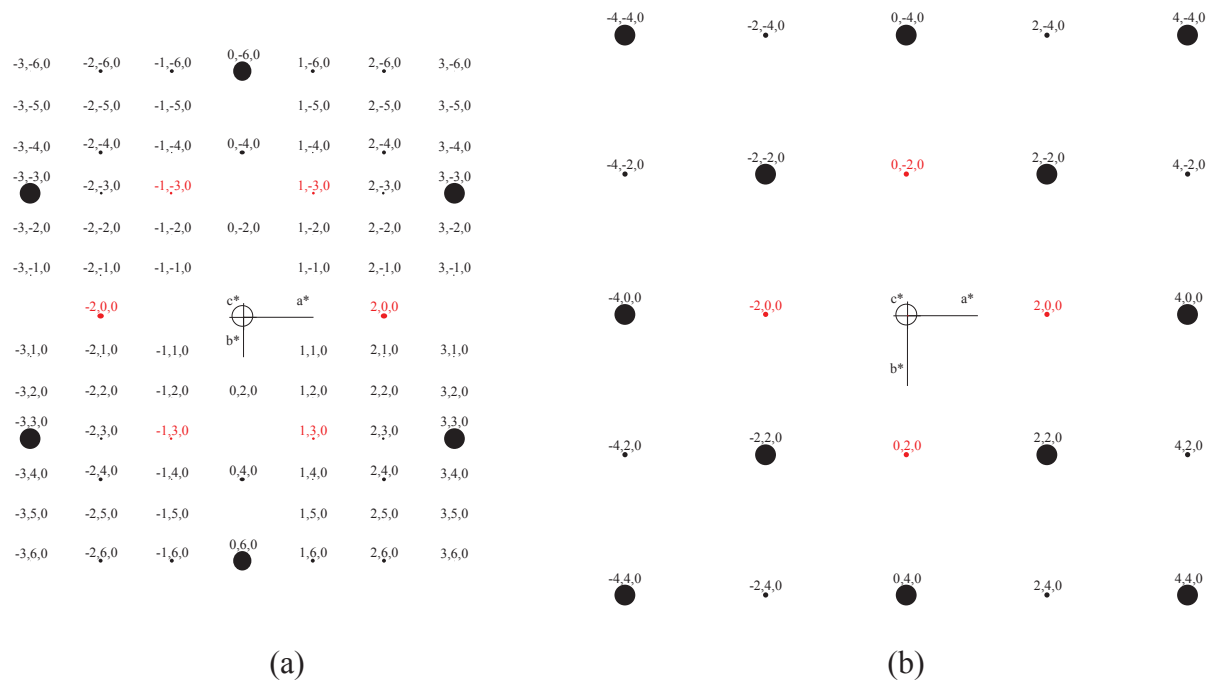 -4,-4,0 -2,-4,0 0,-4,0 2,-4,0 4,-4,0
0,-6,0
-3,-6,0 -2,-6,0 -1,-6,0 1,-6,0 2,-6,0 3,-6,0
-3,-5,0 -2,-5,0 -1,-5,0 1,-5,0 2,-5,0 3,-5,0
-3,-4,0 -2,-4,0 -1,-4,0 0,-4,0 1,-4,0 2,-4,0 3,-4,0
-4,-2,0 -2,-2,0 0,-2,0 2,-2,0 4,-2,0
-3,-3,0 -2,-3,0 -1,-3,0 1,-3,0 2,-3,0 3,-3,0
-3,-2,0 -2,-2,0 -1,-2,0 0,-2,0 1,-2,0 2,-2,0 3,-2,0
-3,-1,0 -2,-1,0 -1,-1,0 1,-1,0 2,-1,0 3,-1,0
-2,0,0 c* a* 2,0,0
b*
-4,0,0 -2,0,0 c* a* 2,0,0 4,0,0
b*
-3,1,0 -2,1,0 -1,1,0 1,1,0 2,1,0 3,1,0
-3,2,0 -2,2,0 -1,2,0 0,2,0 1,2,0 2,2,0 3,2,0
-3,3,0 -2,3,0 -1,3,0 1,3,0 2,3,0 3,3,0
-4,2,0 -2,2,0 0,2,0 2,2,0 4,2,0
-3,4,0 -2,4,0 -1,4,0 0,4,0 1,4,0 2,4,0 3,4,0
-3,5,0 -2,5,0 -1,5,0 1,5,0 2,5,0 3,5,0
-3,6,0 -2,6,0 -1,6,0 0,6,0 1,6,0 2,6,0 3,6,0
-4,4,0 -2,4,0 0,4,0 2,4,0 4,4,0
(a) (b)